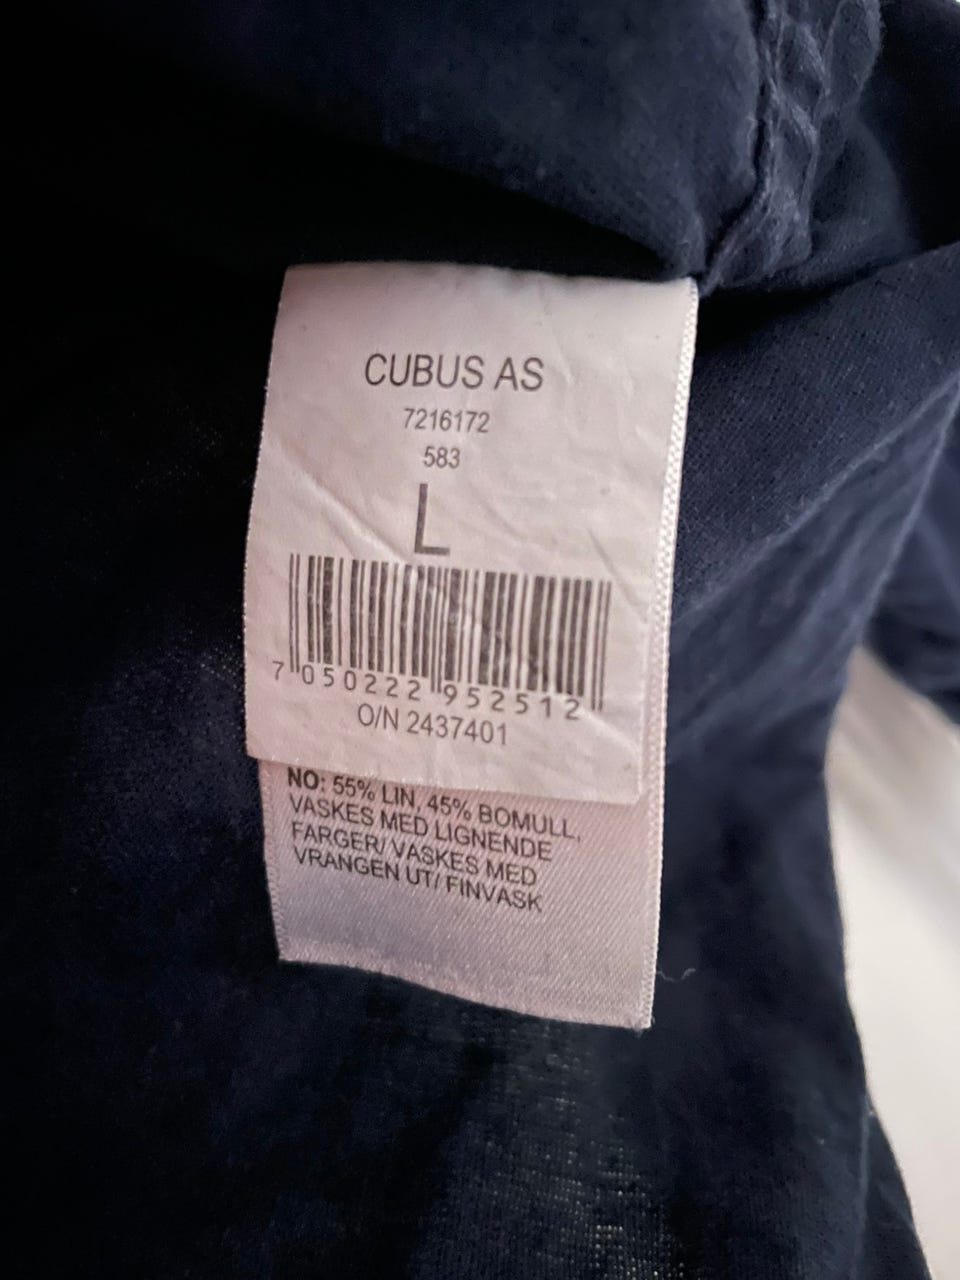 CUBUS AS
7216172
583
L
7 050222 952512
O/N 2437401
NO: 55% LIN, 45% BOMULL,
VASKES MED LIGNENDE
FARGER/ VASKES MED
VRANGEN UT/ FINVASK